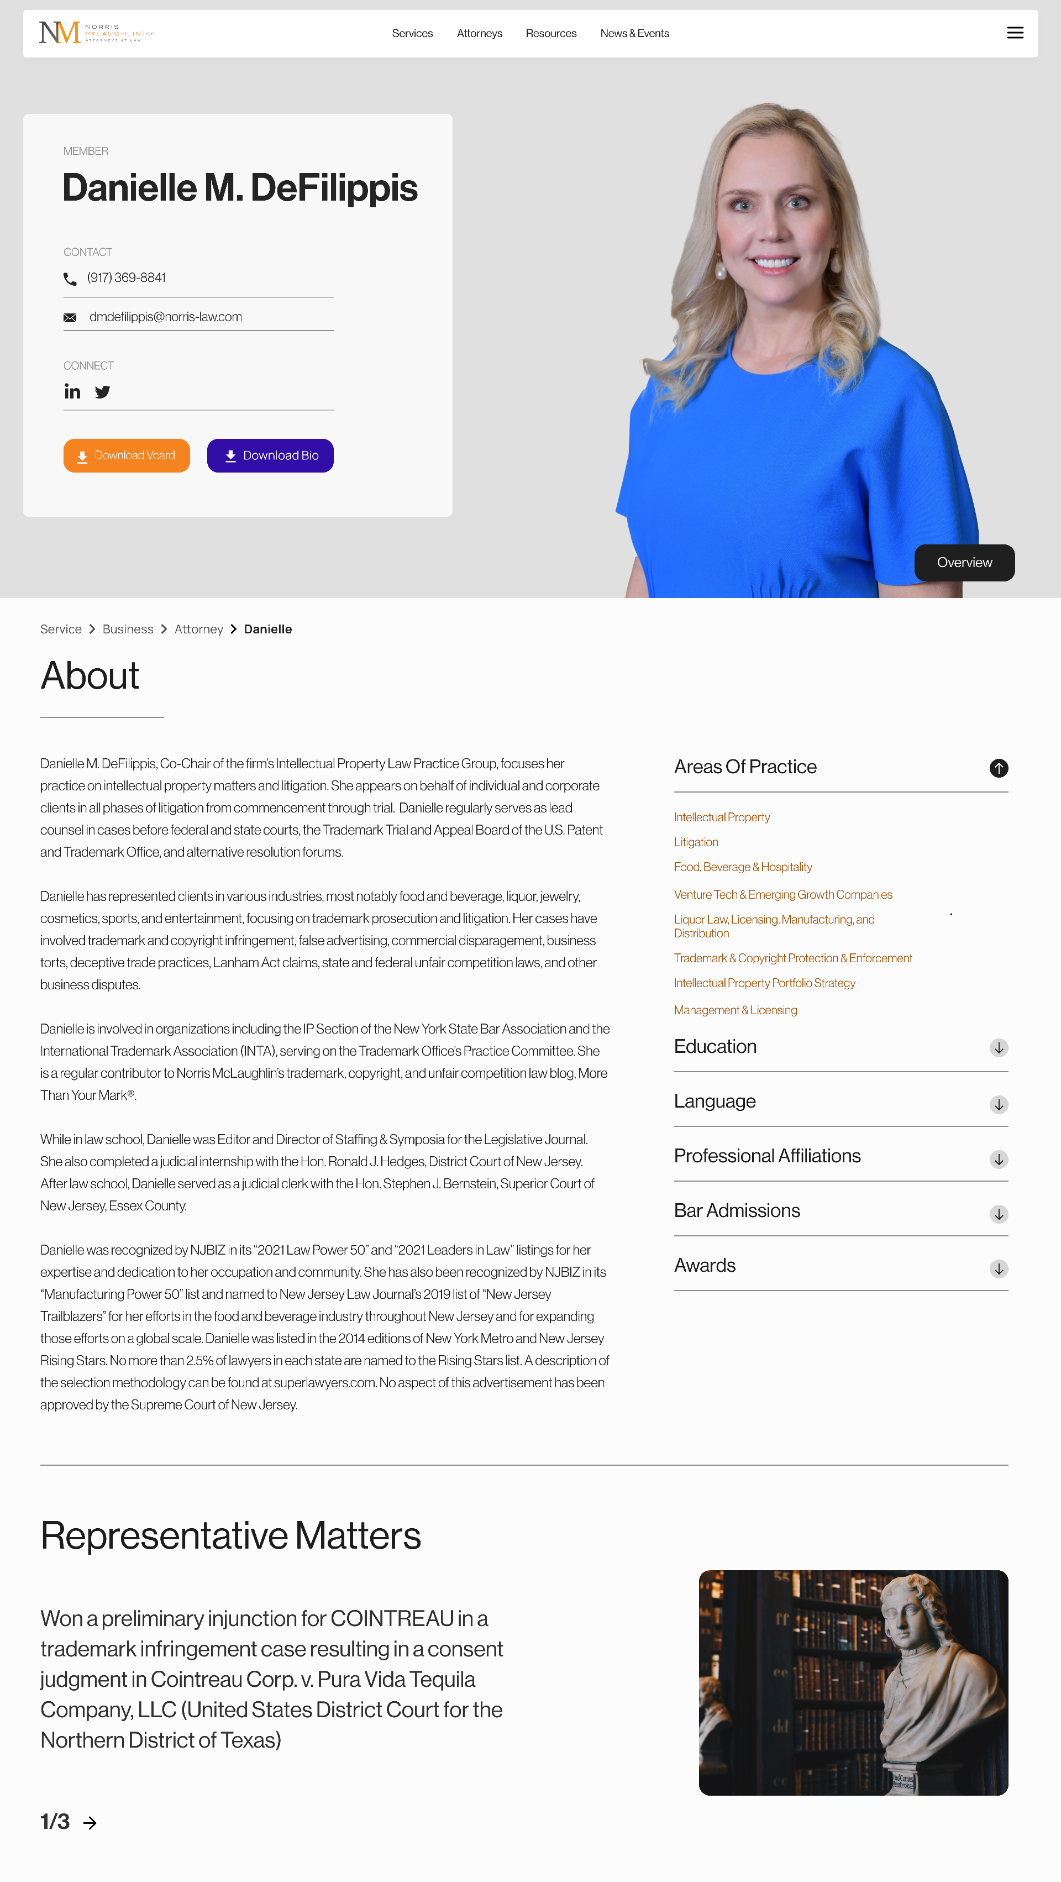 NM NORRIS
McLAUGHLIN P.A.
ATTORNEYS AT LAW
Services Attorneys Resources News & Events
MEMBER
Danielle M. DeFilippis
CONTACT
(917) 369-8841
dmdefilippis@norris-law.com
CONNECT
Download Vcard Download Bio
Overview
Service > Business > Attorney > Danielle
About
Danielle M. DeFilippis, Co-Chair of the firm's Intellectual Property Law Practice Group, focuses her
practice on intellectual property matters and litigation. She appears on behalf of individual and corporate
clients in all phases of litigation from commencement through trial. Danielle regularly serves as lead
counsel in cases before federal and state courts, the Trademark Trial and Appeal Board of the U.S. Patent
and Trademark Office, and alternative resolution forums.
Danielle has represented clients in various industries, most notably food and beverage, liquor, jewelry,
cosmetics, sports, and entertainment, focusing on trademark prosecution and litigation. Her cases have
involved trademark and copyright infringement, false advertising, commercial disparagement, business
torts, deceptive trade practices, Lanham Act claims, state and federal unfair competition laws, and other
business disputes.
Danielle is involved in organizations including the IP Section of the New York State Bar Association and the
International Trademark Association (INTA), serving on the Trademark Office's Practice Committee. She
is a regular contributor to Norris McLaughlin's trademark, copyright, and unfair competition law blog, More
Than Your Mark®.
While in law school, Danielle was Editor and Director of Staffing & Symposia for the Legislative Journal.
She also completed a judicial internship with the Hon. Ronald J. Hedges, District Court of New Jersey.
After law school, Danielle served as a judicial clerk with the Hon. Stephen J. Bernstein, Superior Court of
New Jersey, Essex County.
Danielle was recognized by NJBIZ in its "2021 Law Power 50" and "2021 Leaders in Law" listings for her
expertise and dedication to her occupation and community. She has also been recognized by NJBIZ in its
"Manufacturing Power 50" list and named to New Jersey Law Journal's 2019 list of "New Jersey
Trailblazers" for her efforts in the food and beverage industry throughout New Jersey and for expanding
those efforts on a global scale. Danielle was listed in the 2014 editions of New York Metro and New Jersey
Rising Stars. No more than 2.5% of lawyers in each state are named to the Rising Stars list. A description of
the selection methodology can be found at superlawyers.com. No aspect of this advertisement has been
approved by the Supreme Court of New Jersey.
Areas Of Practice
Intellectual Property
Litigation
Food, Beverage & Hospitality
Venture Tech & Emerging Growth Companies
Liquor Law, Licensing, Manufacturing, and
Distribution
Trademark & Copyright Protection & Enforcement
Intellectual Property Portfolio Strategy
Management & Licensing
Education
Language
Professional Affiliations
Bar Admissions
Awards
Representative Matters
Won a preliminary injunction for COINTREAU in a
trademark infringement case resulting in a consent
judgment in Cointreau Corp. v. Pura Vida Tequila
Company, LLC (United States District Court for the
Northern District of Texas)
1/3
ff
ee
dd
cc